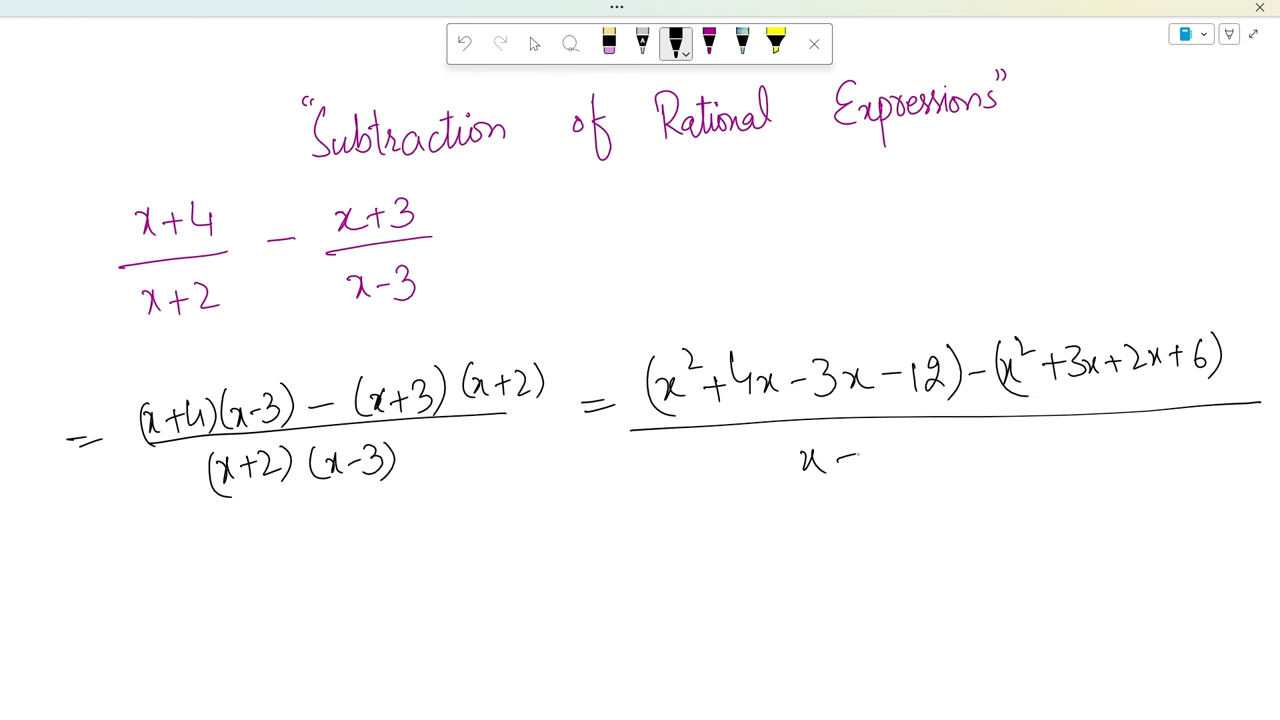 "Subtraction of Rational Expressions"
x+4 / x+2 - x+3 / x-3
= (x+4)(x-3) - (x+3)(x+2) / (x+2)(x-3) = (x²+4x-3x-12)-(x²+3x+2x+6) / x -